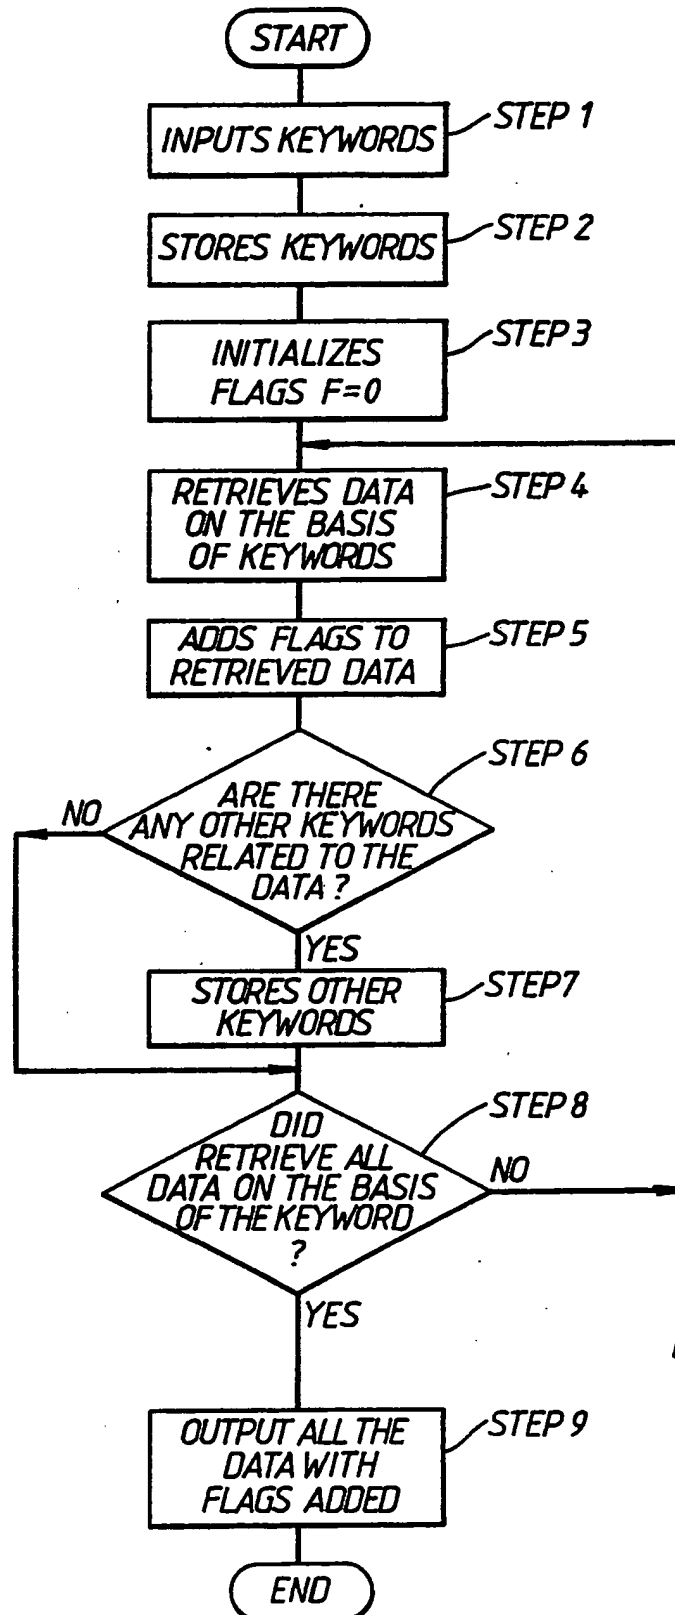 START
INPUTS KEYWORDS
STEP 1
STORES KEYWORDS
STEP 2
INITIALIZES
FLAGS F=0
STEP 3
RETRIEVES DATA
ON THE BASIS
OF KEYWORDS
STEP 4
ADDS FLAGS TO
RETRIEVED DATA
STEP 5
STEP 6
ARE THERE
ANY OTHER KEYWORDS
RELATED TO THE
DATA ?
NO
YES
STORES OTHER
KEYWORDS
STEP7
STEP 8
DID
RETRIEVE ALL
DATA ON THE BASIS
OF THE KEYWORD
?
NO
YES
OUTPUT ALL THE
DATA WITH
FLAGS ADDED
STEP 9
END